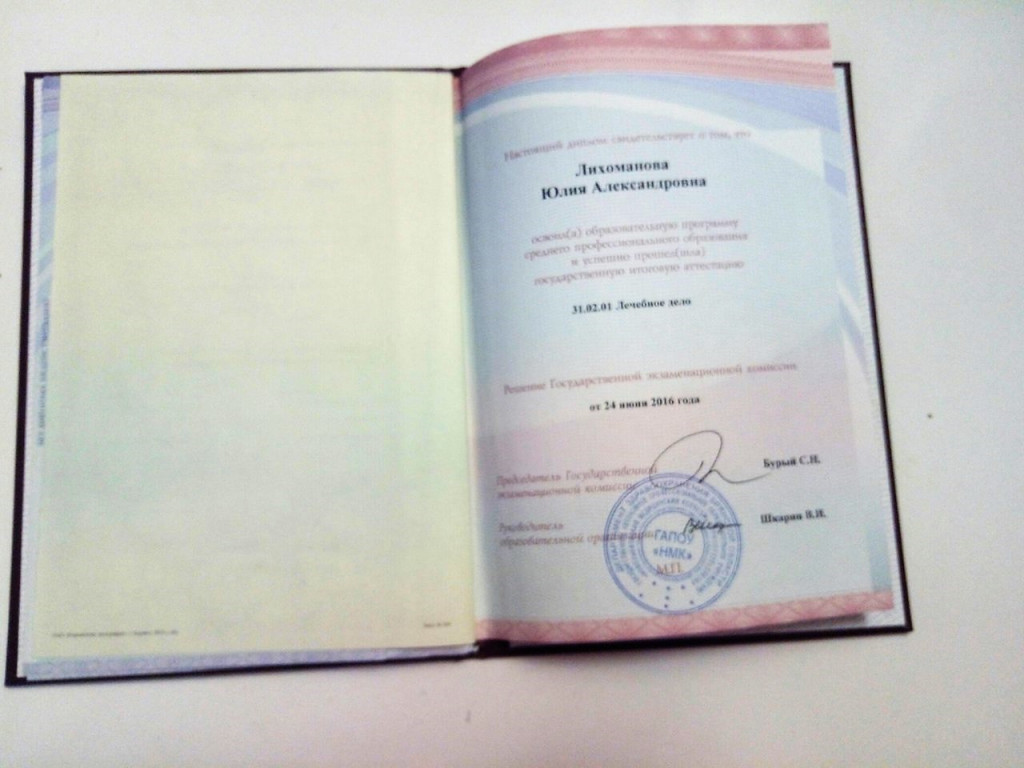 Настоящий диплом свидетельствует о том, что
Лихоманова
Юлия Александровна
освоил(а) образовательную программу
среднего профессионального образования
и успешно прошел(шла)
государственную итоговую аттестацию
31.02.01 Лечебное дело
Решение Государственной экзаменационной комиссии
от 24 июня 2016 года
Председатель Государственной
экзаменационной комиссии
Бурый С.Н.
Руководитель
образовательной организации
Шкарин В.И.
ГАПОУ
«НМК»
М.П.